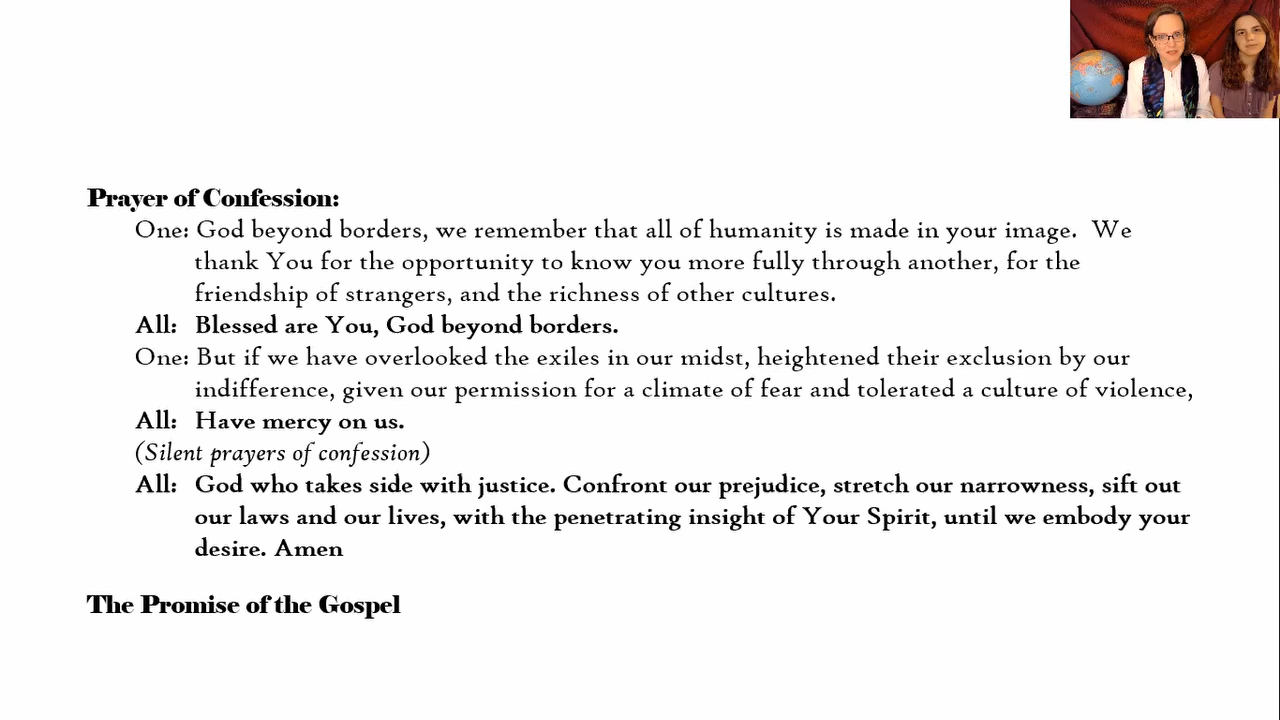 Prayer of Confession:
One: God beyond borders, we remember that all of humanity is made in your image.  We
thank You for the opportunity to know you more fully through another, for the
friendship of strangers, and the richness of other cultures.
All: Blessed are You, God beyond borders.
One: But if we have overlooked the exiles in our midst, heightened their exclusion by our
indifference, given our permission for a climate of fear and tolerated a culture of violence,
All: Have mercy on us.
(Silent prayers of confession)
All: God who takes side with justice. Confront our prejudice, stretch our narrowness, sift out
our laws and our lives, with the penetrating insight of Your Spirit, until we embody your
desire. Amen
The Promise of the Gospel